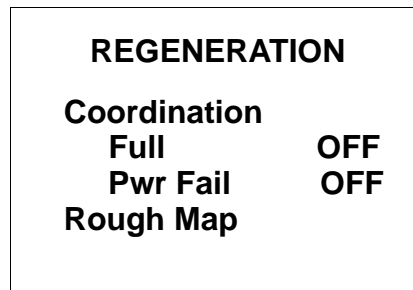 REGENERATION
Coordination
Full OFF
Pwr Fail OFF
Rough Map